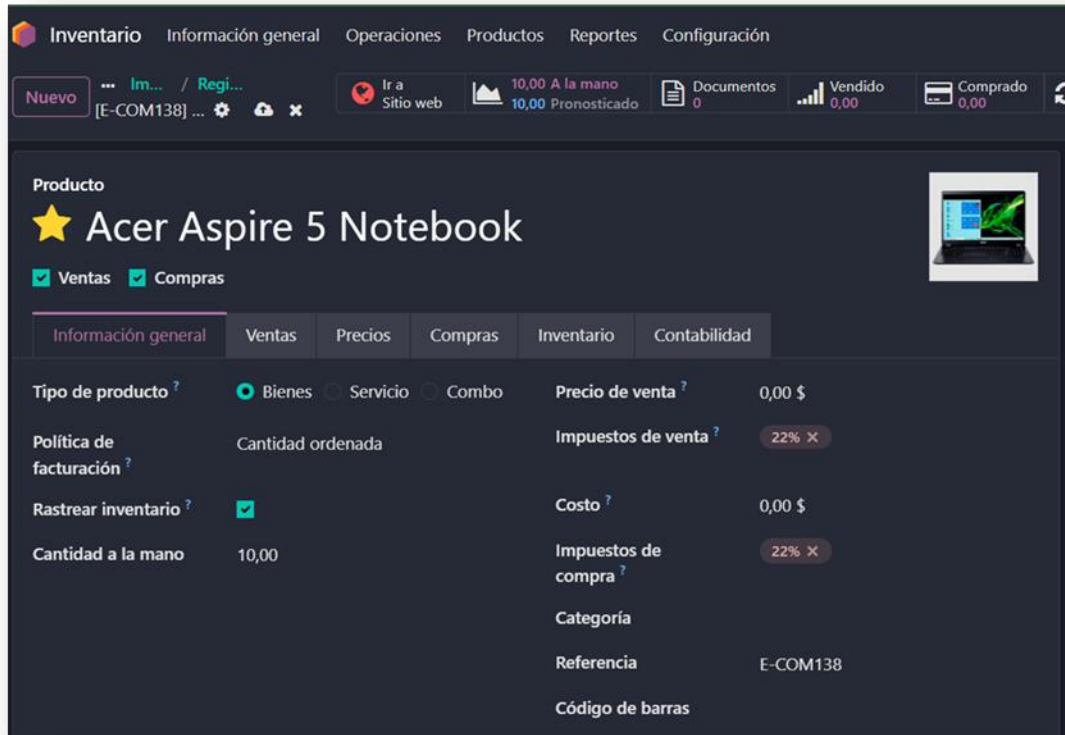 Inventario Información general Operaciones Productos Reportes Configuración
Nuevo ... Im... / Regi...
[E-COM138] ...
Ir a
Sitio web
10,00 A la mano
10,00 Pronosticado
Documentos
0
Vendido
0,00
Comprado
0,00
Producto
Acer Aspire 5 Notebook
Ventas Compras
Información general Ventas Precios Compras Inventario Contabilidad
Tipo de producto ? Bienes Servicio Combo
Política de
facturación ? Cantidad ordenada
Rastrear inventario ?
Cantidad a la mano 10,00
Precio de venta ? 0,00 $
Impuestos de venta ? 22% ×
Costo ? 0,00 $
Impuestos de
compra ? 22% ×
Categoría
Referencia E-COM138
Código de barras